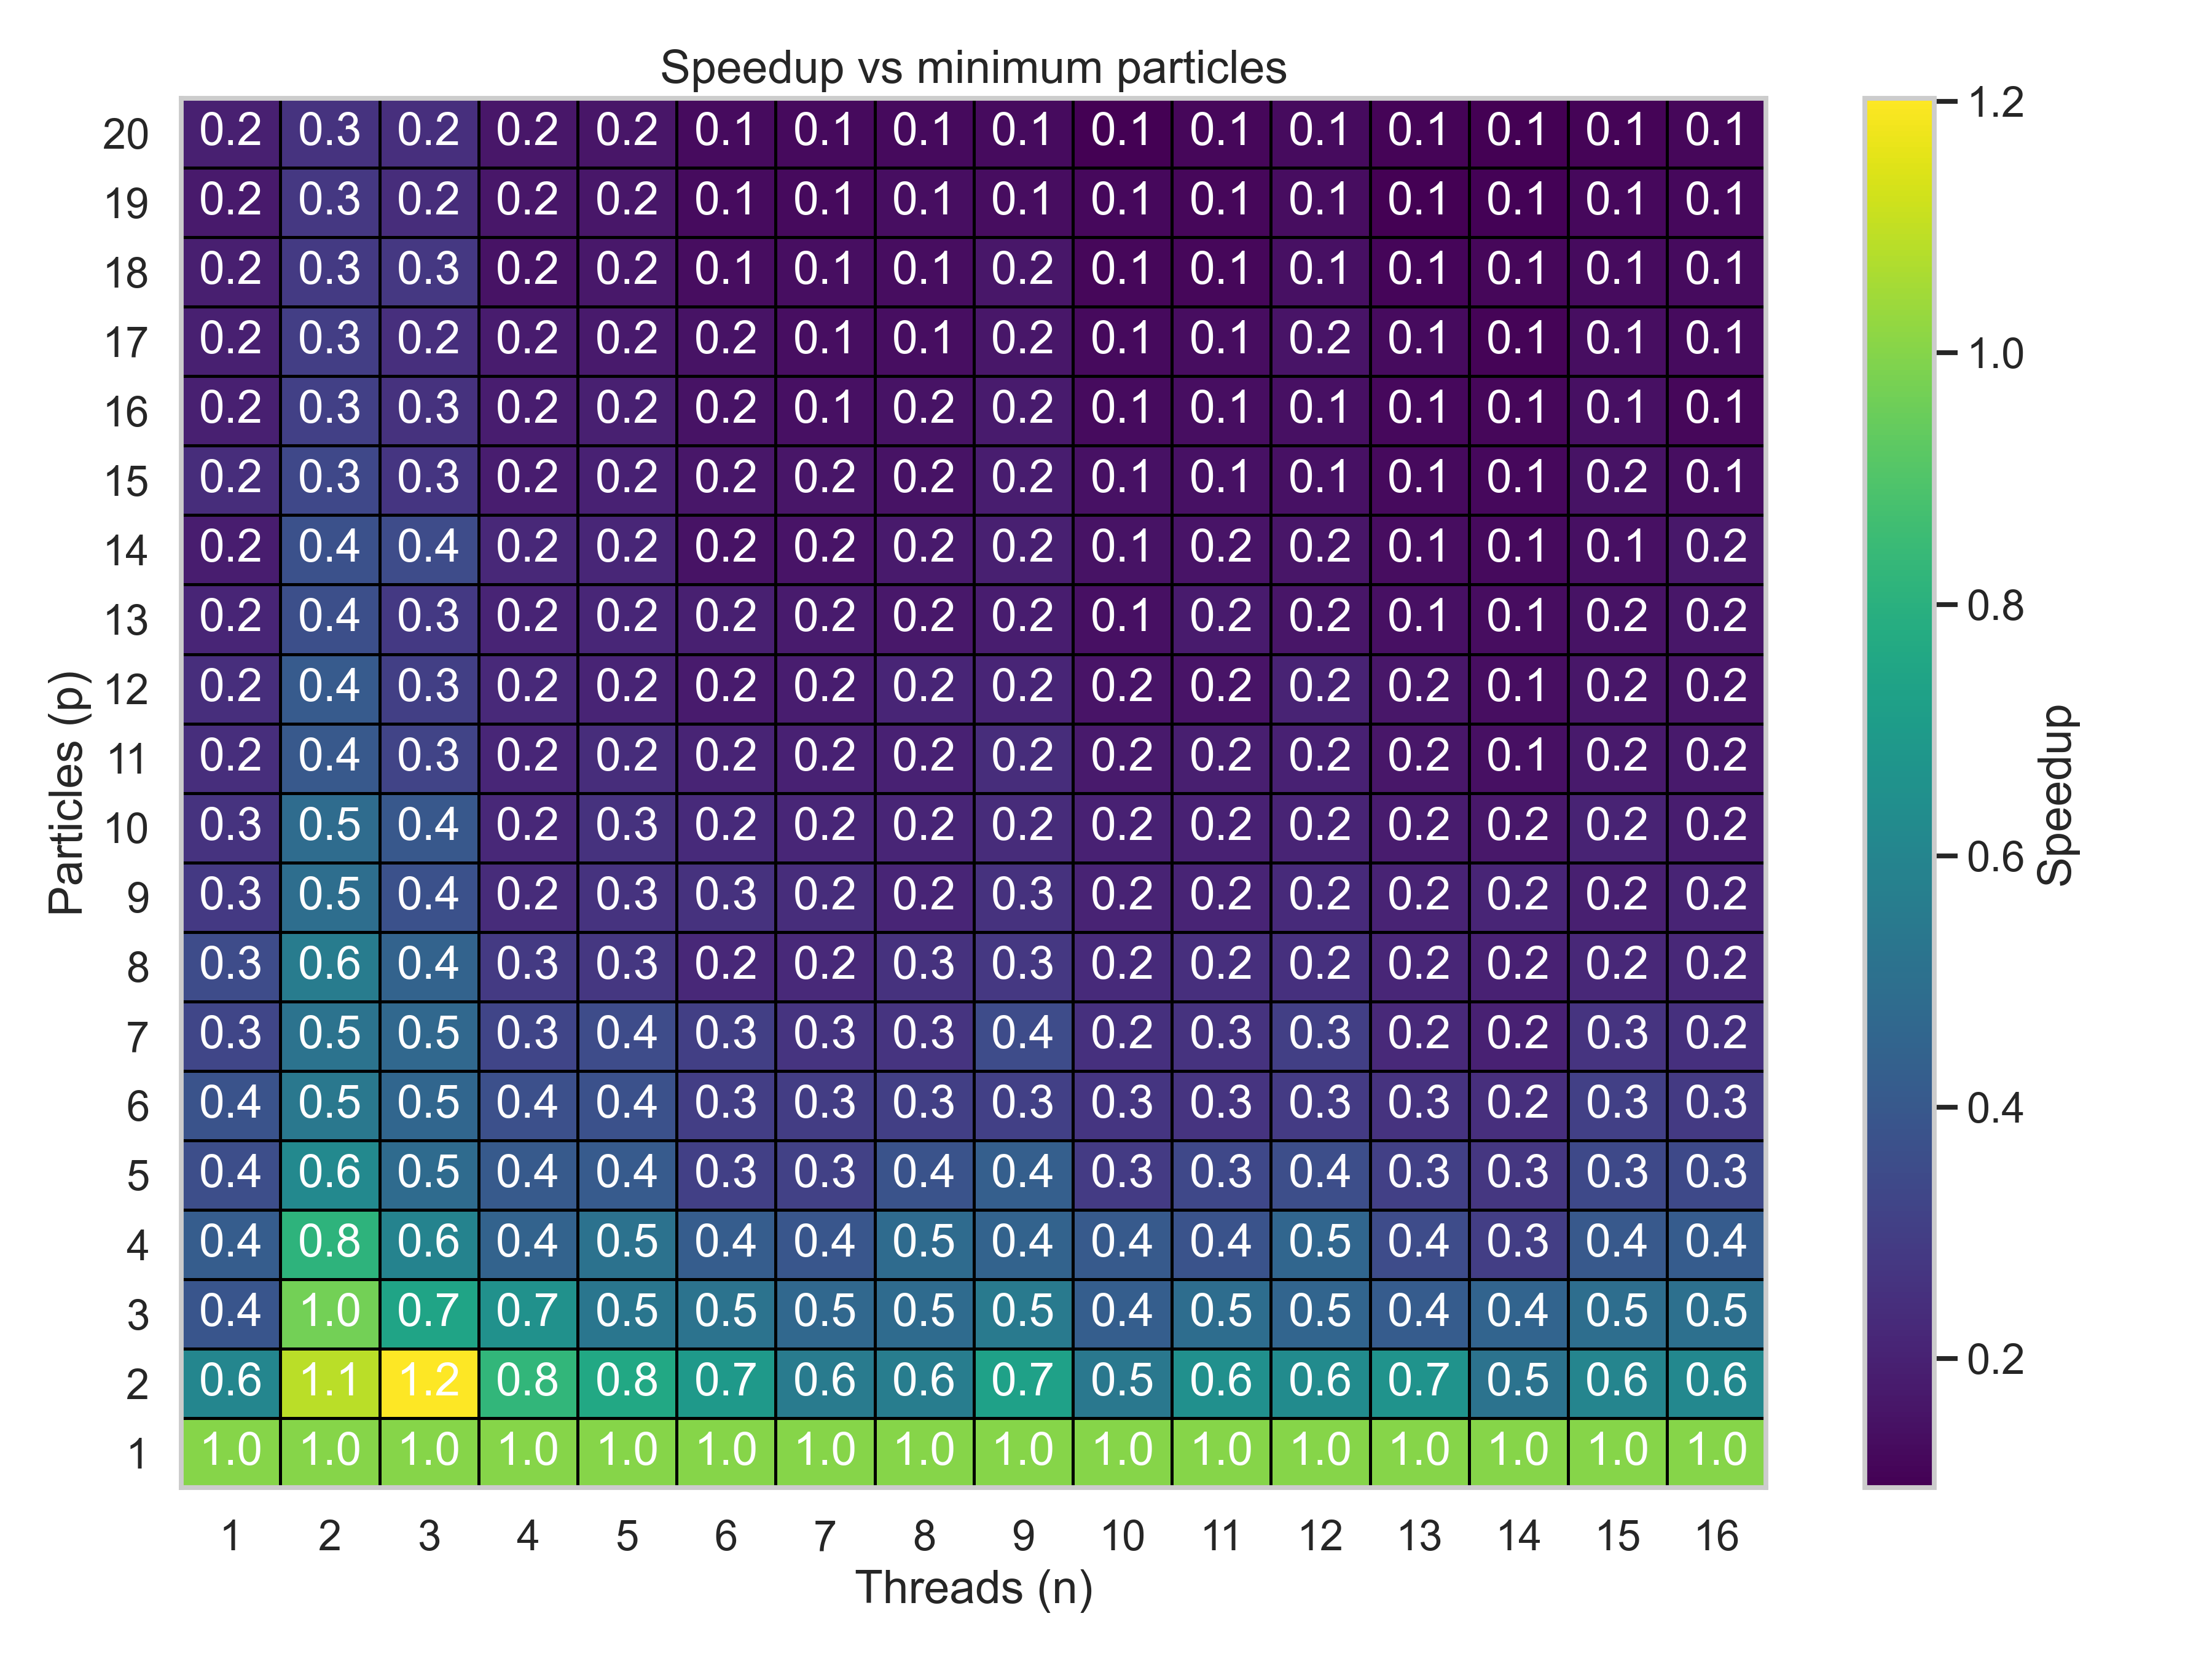 Speedup vs minimum particles
20 0.2 0.3 0.2 0.2 0.2 0.1 0.1 0.1 0.1 0.1 0.1 0.1 0.1 0.1 0.1 0.1
19 0.2 0.3 0.2 0.2 0.2 0.1 0.1 0.1 0.1 0.1 0.1 0.1 0.1 0.1 0.1 0.1
18 0.2 0.3 0.3 0.2 0.2 0.1 0.1 0.1 0.2 0.1 0.1 0.1 0.1 0.1 0.1 0.1
17 0.2 0.3 0.2 0.2 0.2 0.2 0.1 0.1 0.2 0.1 0.1 0.2 0.1 0.1 0.1 0.1
16 0.2 0.3 0.3 0.2 0.2 0.2 0.1 0.2 0.2 0.1 0.1 0.1 0.1 0.1 0.1 0.1
15 0.2 0.3 0.3 0.2 0.2 0.2 0.2 0.2 0.2 0.1 0.1 0.1 0.1 0.1 0.2 0.1
14 0.2 0.4 0.4 0.2 0.2 0.2 0.2 0.2 0.2 0.1 0.2 0.2 0.1 0.1 0.1 0.2
13 0.2 0.4 0.3 0.2 0.2 0.2 0.2 0.2 0.2 0.1 0.2 0.2 0.1 0.1 0.2 0.2
12 0.2 0.4 0.3 0.2 0.2 0.2 0.2 0.2 0.2 0.2 0.2 0.2 0.2 0.1 0.2 0.2
11 0.2 0.4 0.3 0.2 0.2 0.2 0.2 0.2 0.2 0.2 0.2 0.2 0.2 0.1 0.2 0.2
10 0.3 0.5 0.4 0.2 0.3 0.2 0.2 0.2 0.2 0.2 0.2 0.2 0.2 0.2 0.2 0.2
9 0.3 0.5 0.4 0.2 0.3 0.3 0.2 0.2 0.3 0.2 0.2 0.2 0.2 0.2 0.2 0.2
8 0.3 0.6 0.4 0.3 0.3 0.2 0.2 0.3 0.3 0.2 0.2 0.2 0.2 0.2 0.2 0.2
7 0.3 0.5 0.5 0.3 0.4 0.3 0.3 0.3 0.4 0.2 0.3 0.3 0.2 0.2 0.3 0.2
6 0.4 0.5 0.5 0.4 0.4 0.3 0.3 0.3 0.3 0.3 0.3 0.3 0.3 0.2 0.3 0.3
5 0.4 0.6 0.5 0.4 0.4 0.3 0.3 0.4 0.4 0.3 0.3 0.4 0.3 0.3 0.3 0.3
4 0.4 0.8 0.6 0.4 0.5 0.4 0.4 0.5 0.4 0.4 0.4 0.5 0.4 0.3 0.4 0.4
3 0.4 1.0 0.7 0.7 0.5 0.5 0.5 0.5 0.5 0.4 0.5 0.5 0.4 0.4 0.5 0.5
2 0.6 1.1 1.2 0.8 0.8 0.7 0.6 0.6 0.7 0.5 0.6 0.6 0.7 0.5 0.6 0.6
1 1.0 1.0 1.0 1.0 1.0 1.0 1.0 1.0 1.0 1.0 1.0 1.0 1.0 1.0 1.0 1.0
1 2 3 4 5 6 7 8 9 10 11 12 13 14 15 16
Threads (n)
Particles (p)
1.2
1.0
0.8
0.6
0.4
0.2
Speedup